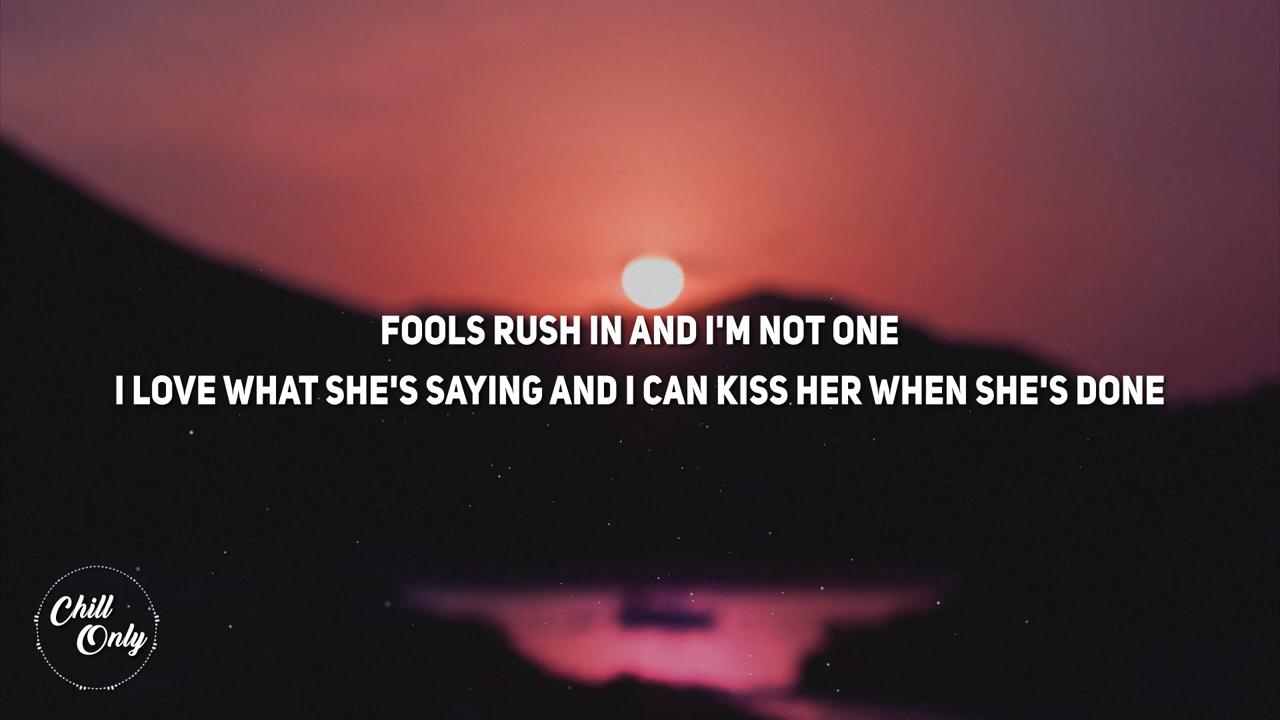 FOOLS RUSH IN AND I'M NOT ONE
I LOVE WHAT SHE'S SAYING AND I CAN KISS HER WHEN SHE'S DONE
Chill
Only